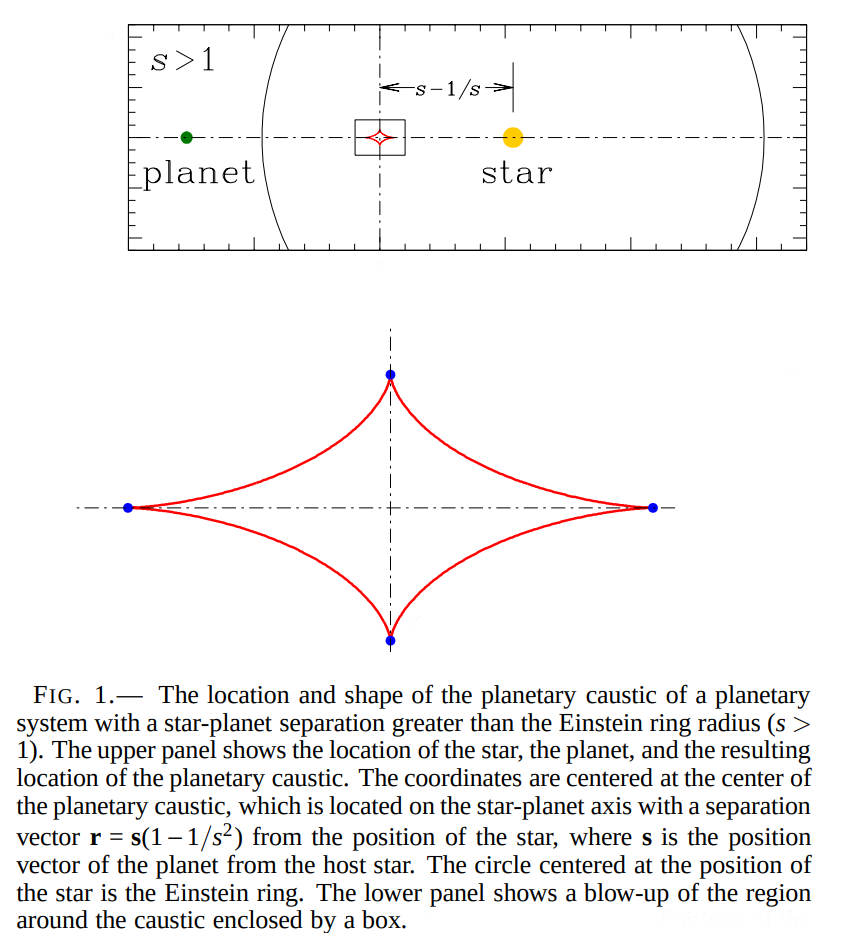 s>1
s−1/s
planet
star
FIG. 1.— The location and shape of the planetary caustic of a planetary
system with a star-planet separation greater than the Einstein ring radius (s >
1). The upper panel shows the location of the star, the planet, and the resulting
location of the planetary caustic. The coordinates are centered at the center of
the planetary caustic, which is located on the star-planet axis with a separation
vector r = s(1−1/s²) from the position of the star, where s is the position
vector of the planet from the host star. The circle centered at the position of
the star is the Einstein ring. The lower panel shows a blow-up of the region
around the caustic enclosed by a box.